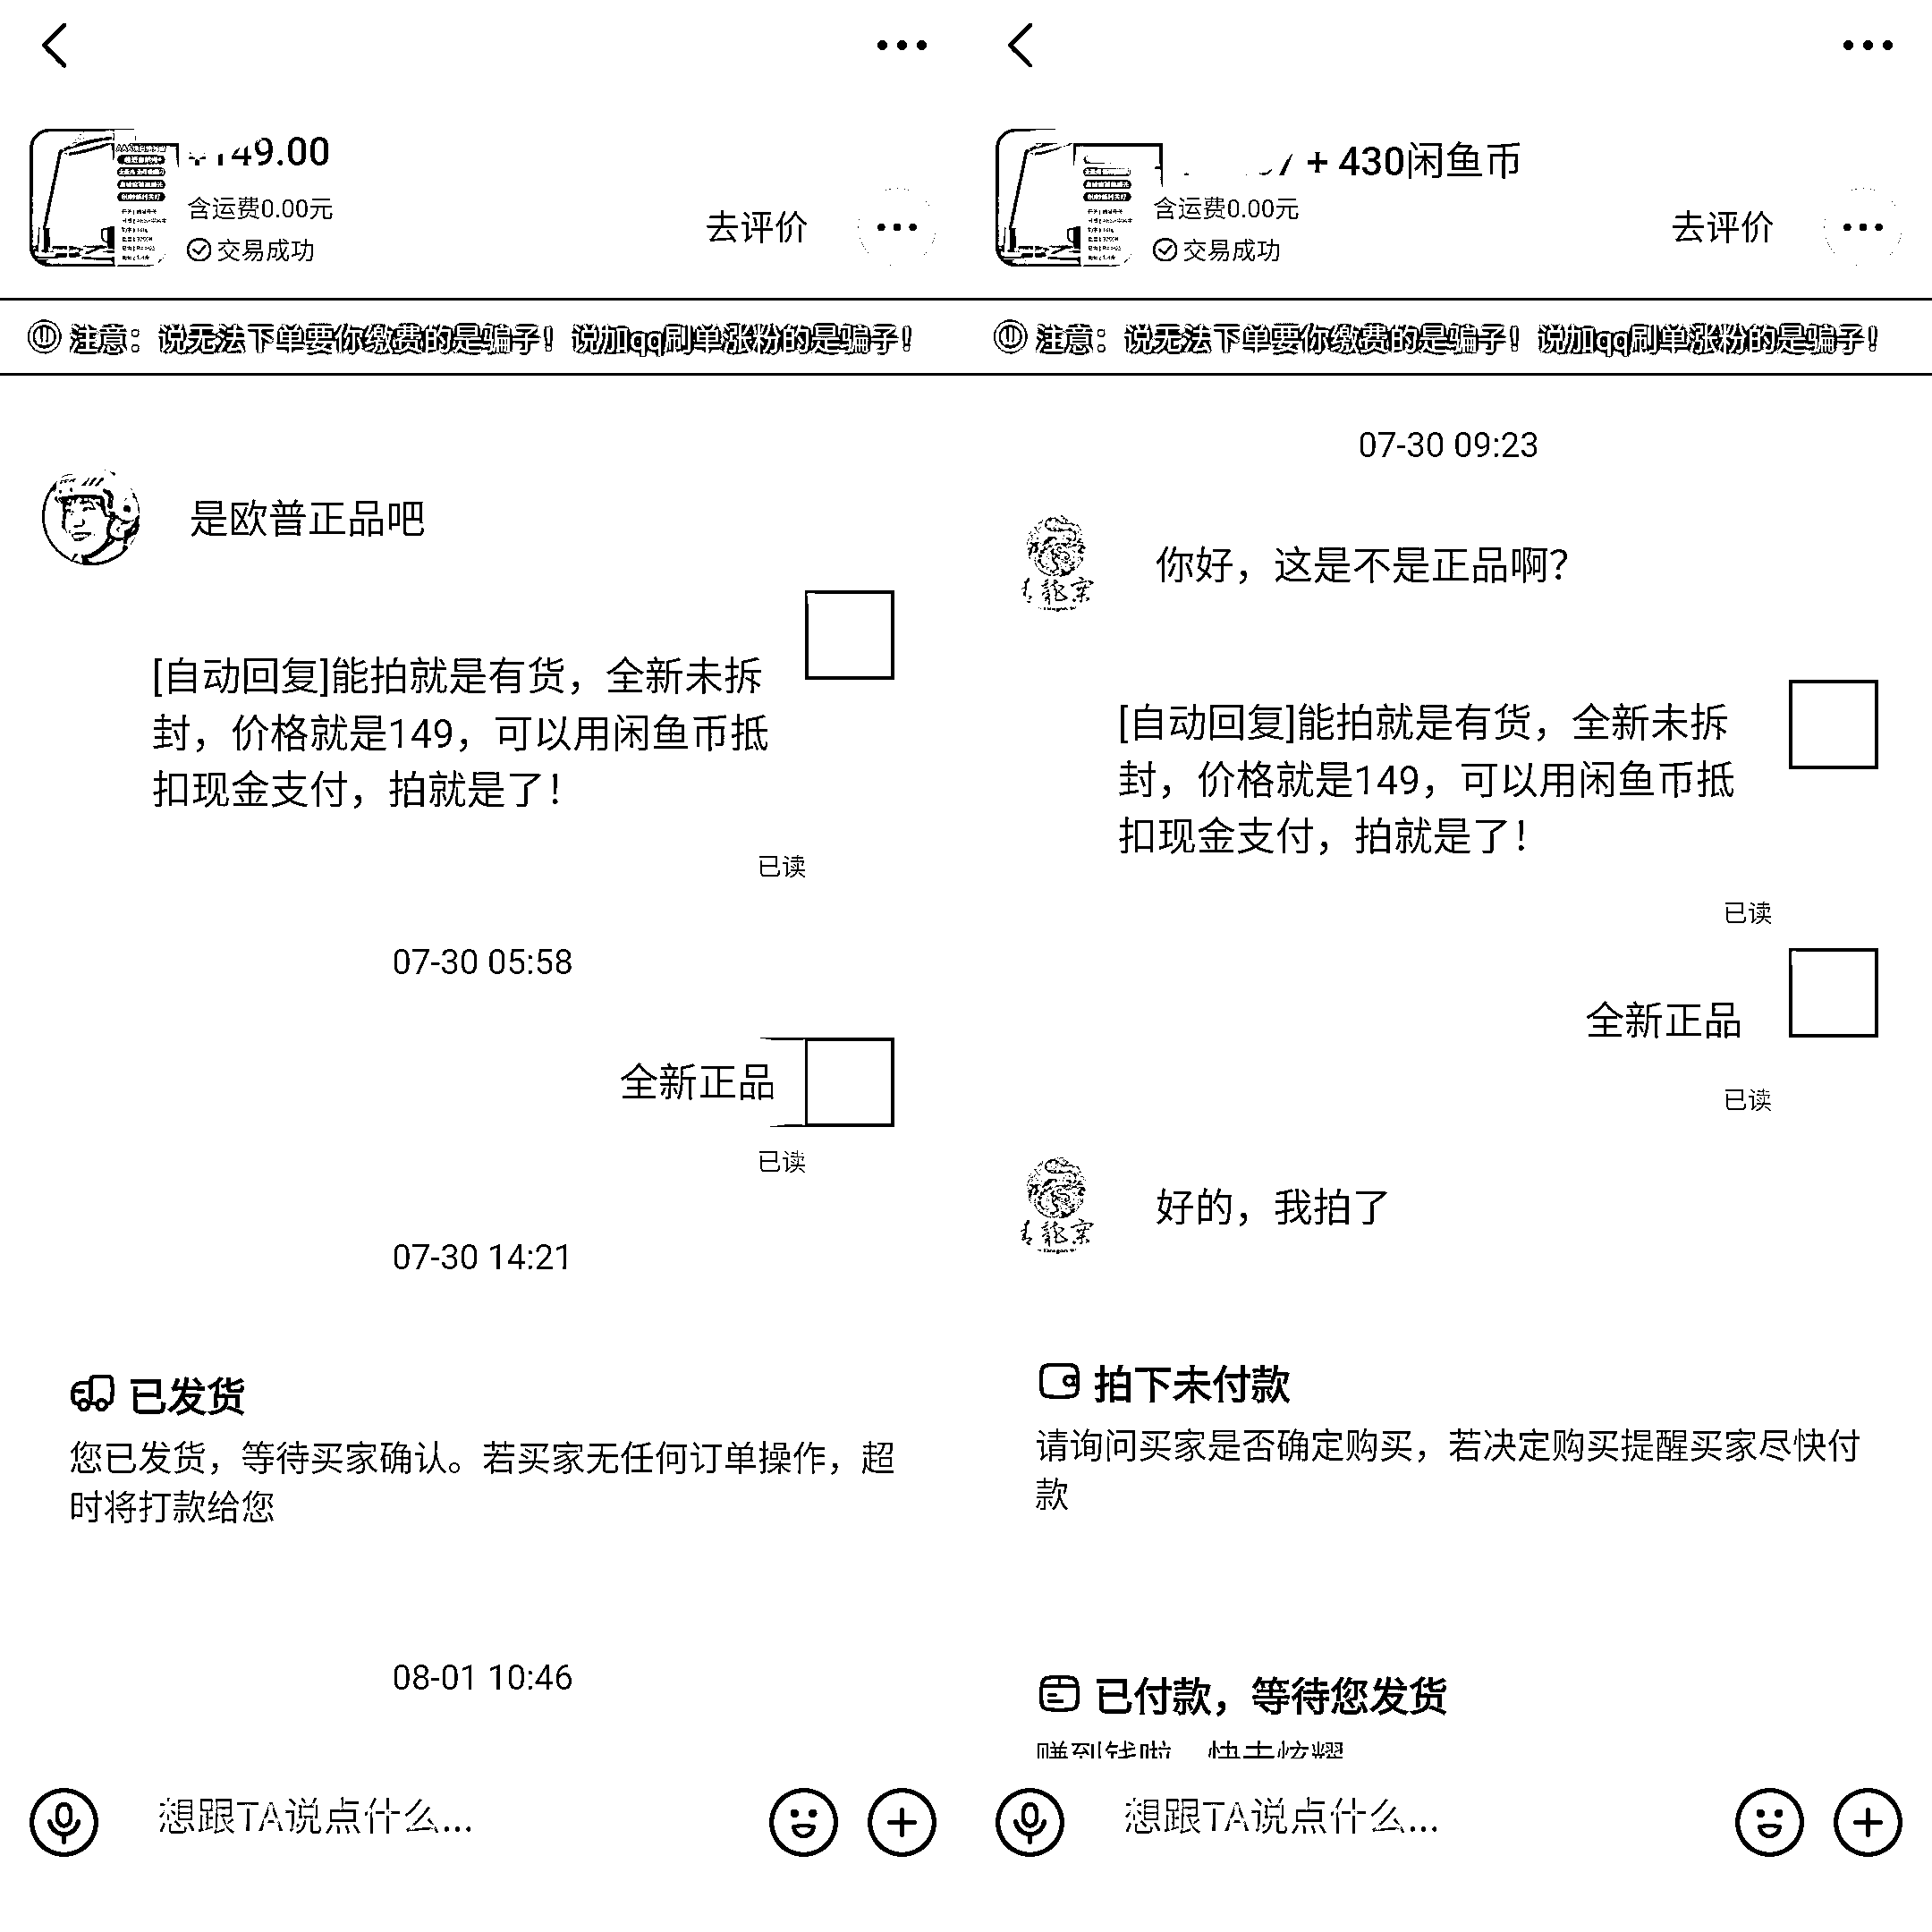 149.00
含运费0.00元
交易成功
去评价
注意：说无法下单要你缴费的是骗子！说加qq刷单涨粉的是骗子！
是欧普正品吧
[自动回复]能拍就是有货，全新未拆
封，价格就是149，可以用闲鱼币抵
扣现金支付，拍就是了！
已读
07-30 05:58
全新正品
已读
07-30 14:21
已发货
您已发货，等待买家确认。若买家无任何订单操作，超
时将打款给您
08-01 10:46
想跟TA说点什么...
+ 430闲鱼币
含运费0.00元
交易成功
去评价
注意：说无法下单要你缴费的是骗子！说加qq刷单涨粉的是骗子！
07-30 09:23
你好，这是不是正品啊？
[自动回复]能拍就是有货，全新未拆
封，价格就是149，可以用闲鱼币抵
扣现金支付，拍就是了！
已读
全新正品
已读
好的，我拍了
拍下未付款
请询问买家是否确定购买，若决定购买提醒买家尽快付
款
已付款，等待您发货
想跟TA说点什么...